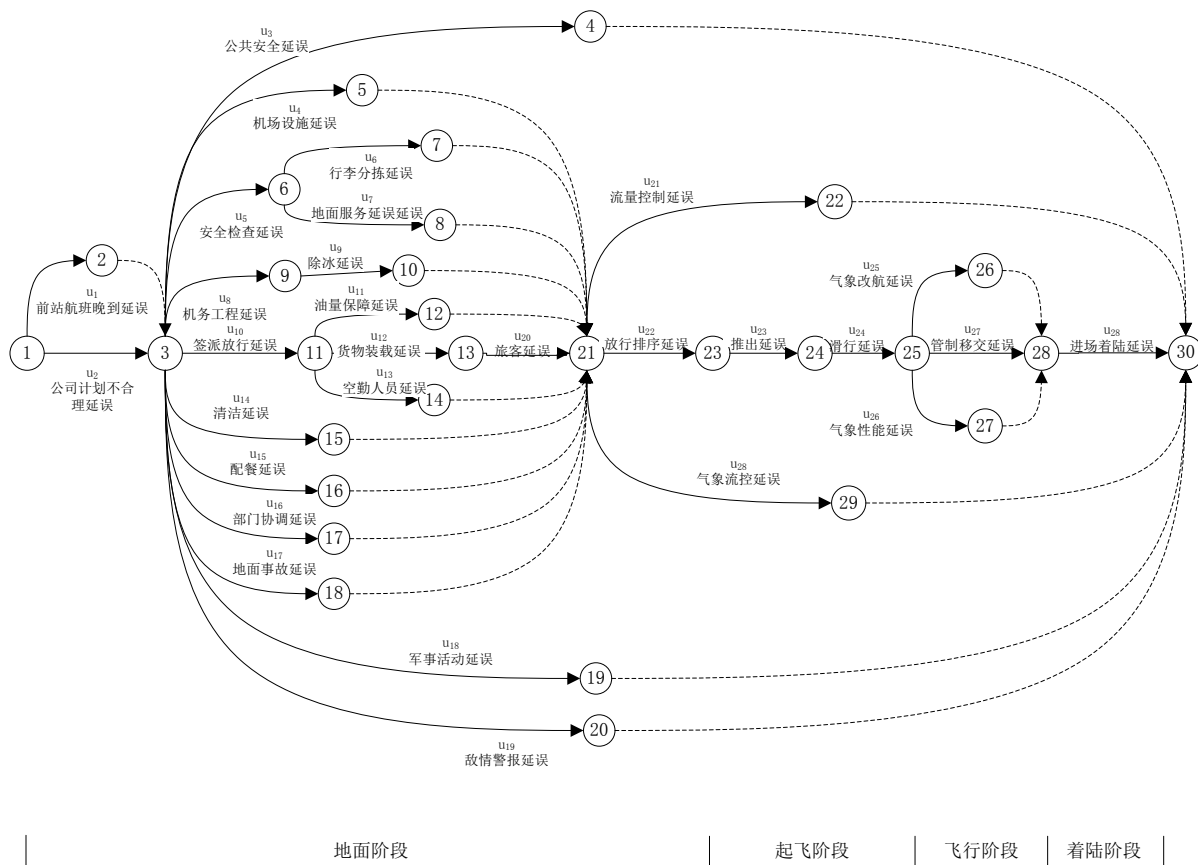 4
u3
公共安全延误
5
u4
机场设施延误
7
u6
行李分拣延误
6
u7
地面服务延误延误
u5
安全检查延误
8
u21
流量控制延误
22
2
u9
除冰延误
9
10
u1
前站航班晚到延误
u8
机务工程延误
u11
油量保障延误
12
u25
气象改航延误
26
u10
签派放行延误
1
3
11
u12
货物装载延误
13
u20
旅客延误
21
u22
放行排序延误
23
u23
推出延误
24
u24
滑行延误
25
u27
管制移交延误
28
u28
进场着陆延误
30
u2
公司计划不合
理延误
u13
空勤人员延误
14
u14
清洁延误
15
u26
气象性能延误
27
u15
配餐延误
16
u28
气象流控延误
29
u16
部门协调延误
17
u17
地面事故延误
18
u18
军事活动延误
19
20
u19
敌情警报延误
地面阶段
起飞阶段
飞行阶段
着陆阶段